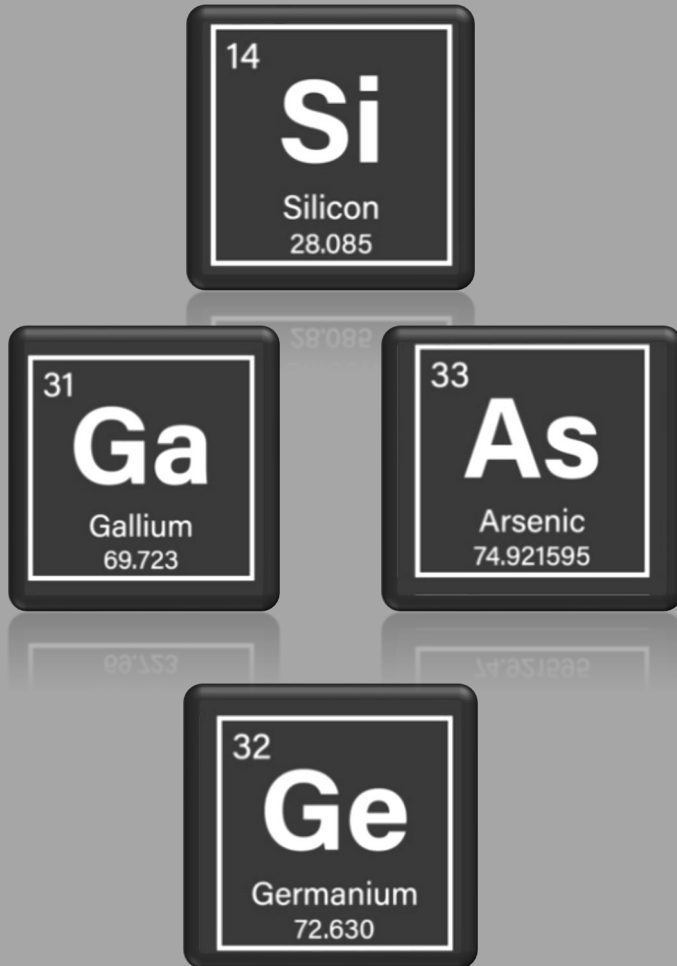 14
Si
Silicon
28.085
31
Ga
Gallium
69.723
33
As
Arsenic
74.921595
32
Ge
Germanium
72.630